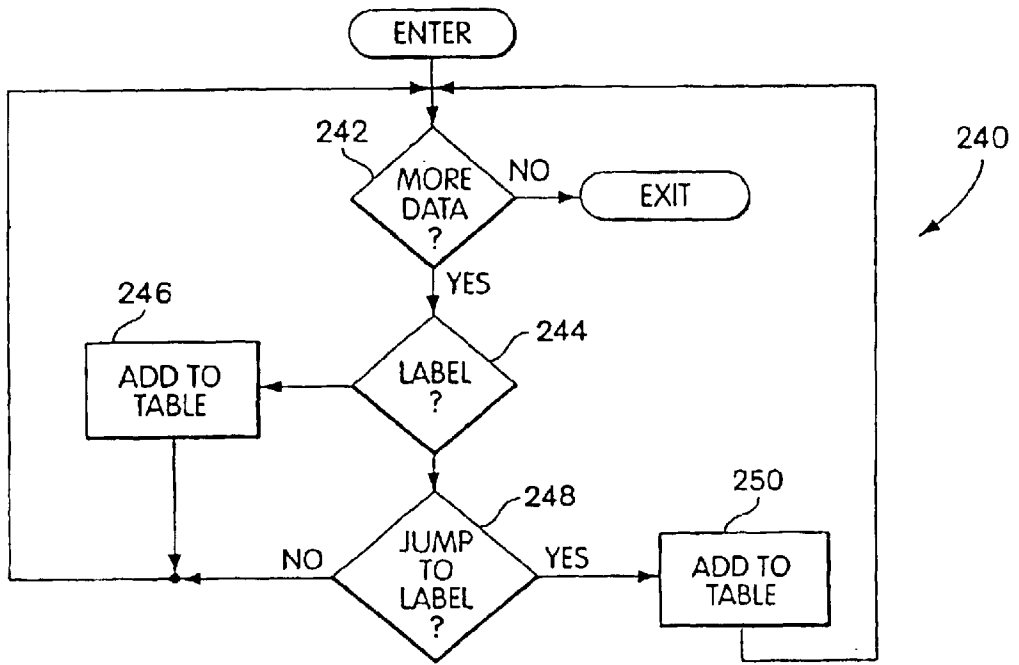 ENTER
242
240
MORE
DATA
?
NO
EXIT
YES
246
244
ADD TO
TABLE
LABEL
?
248
250
NO
JUMP
TO
LABEL
?
YES
ADD TO
TABLE